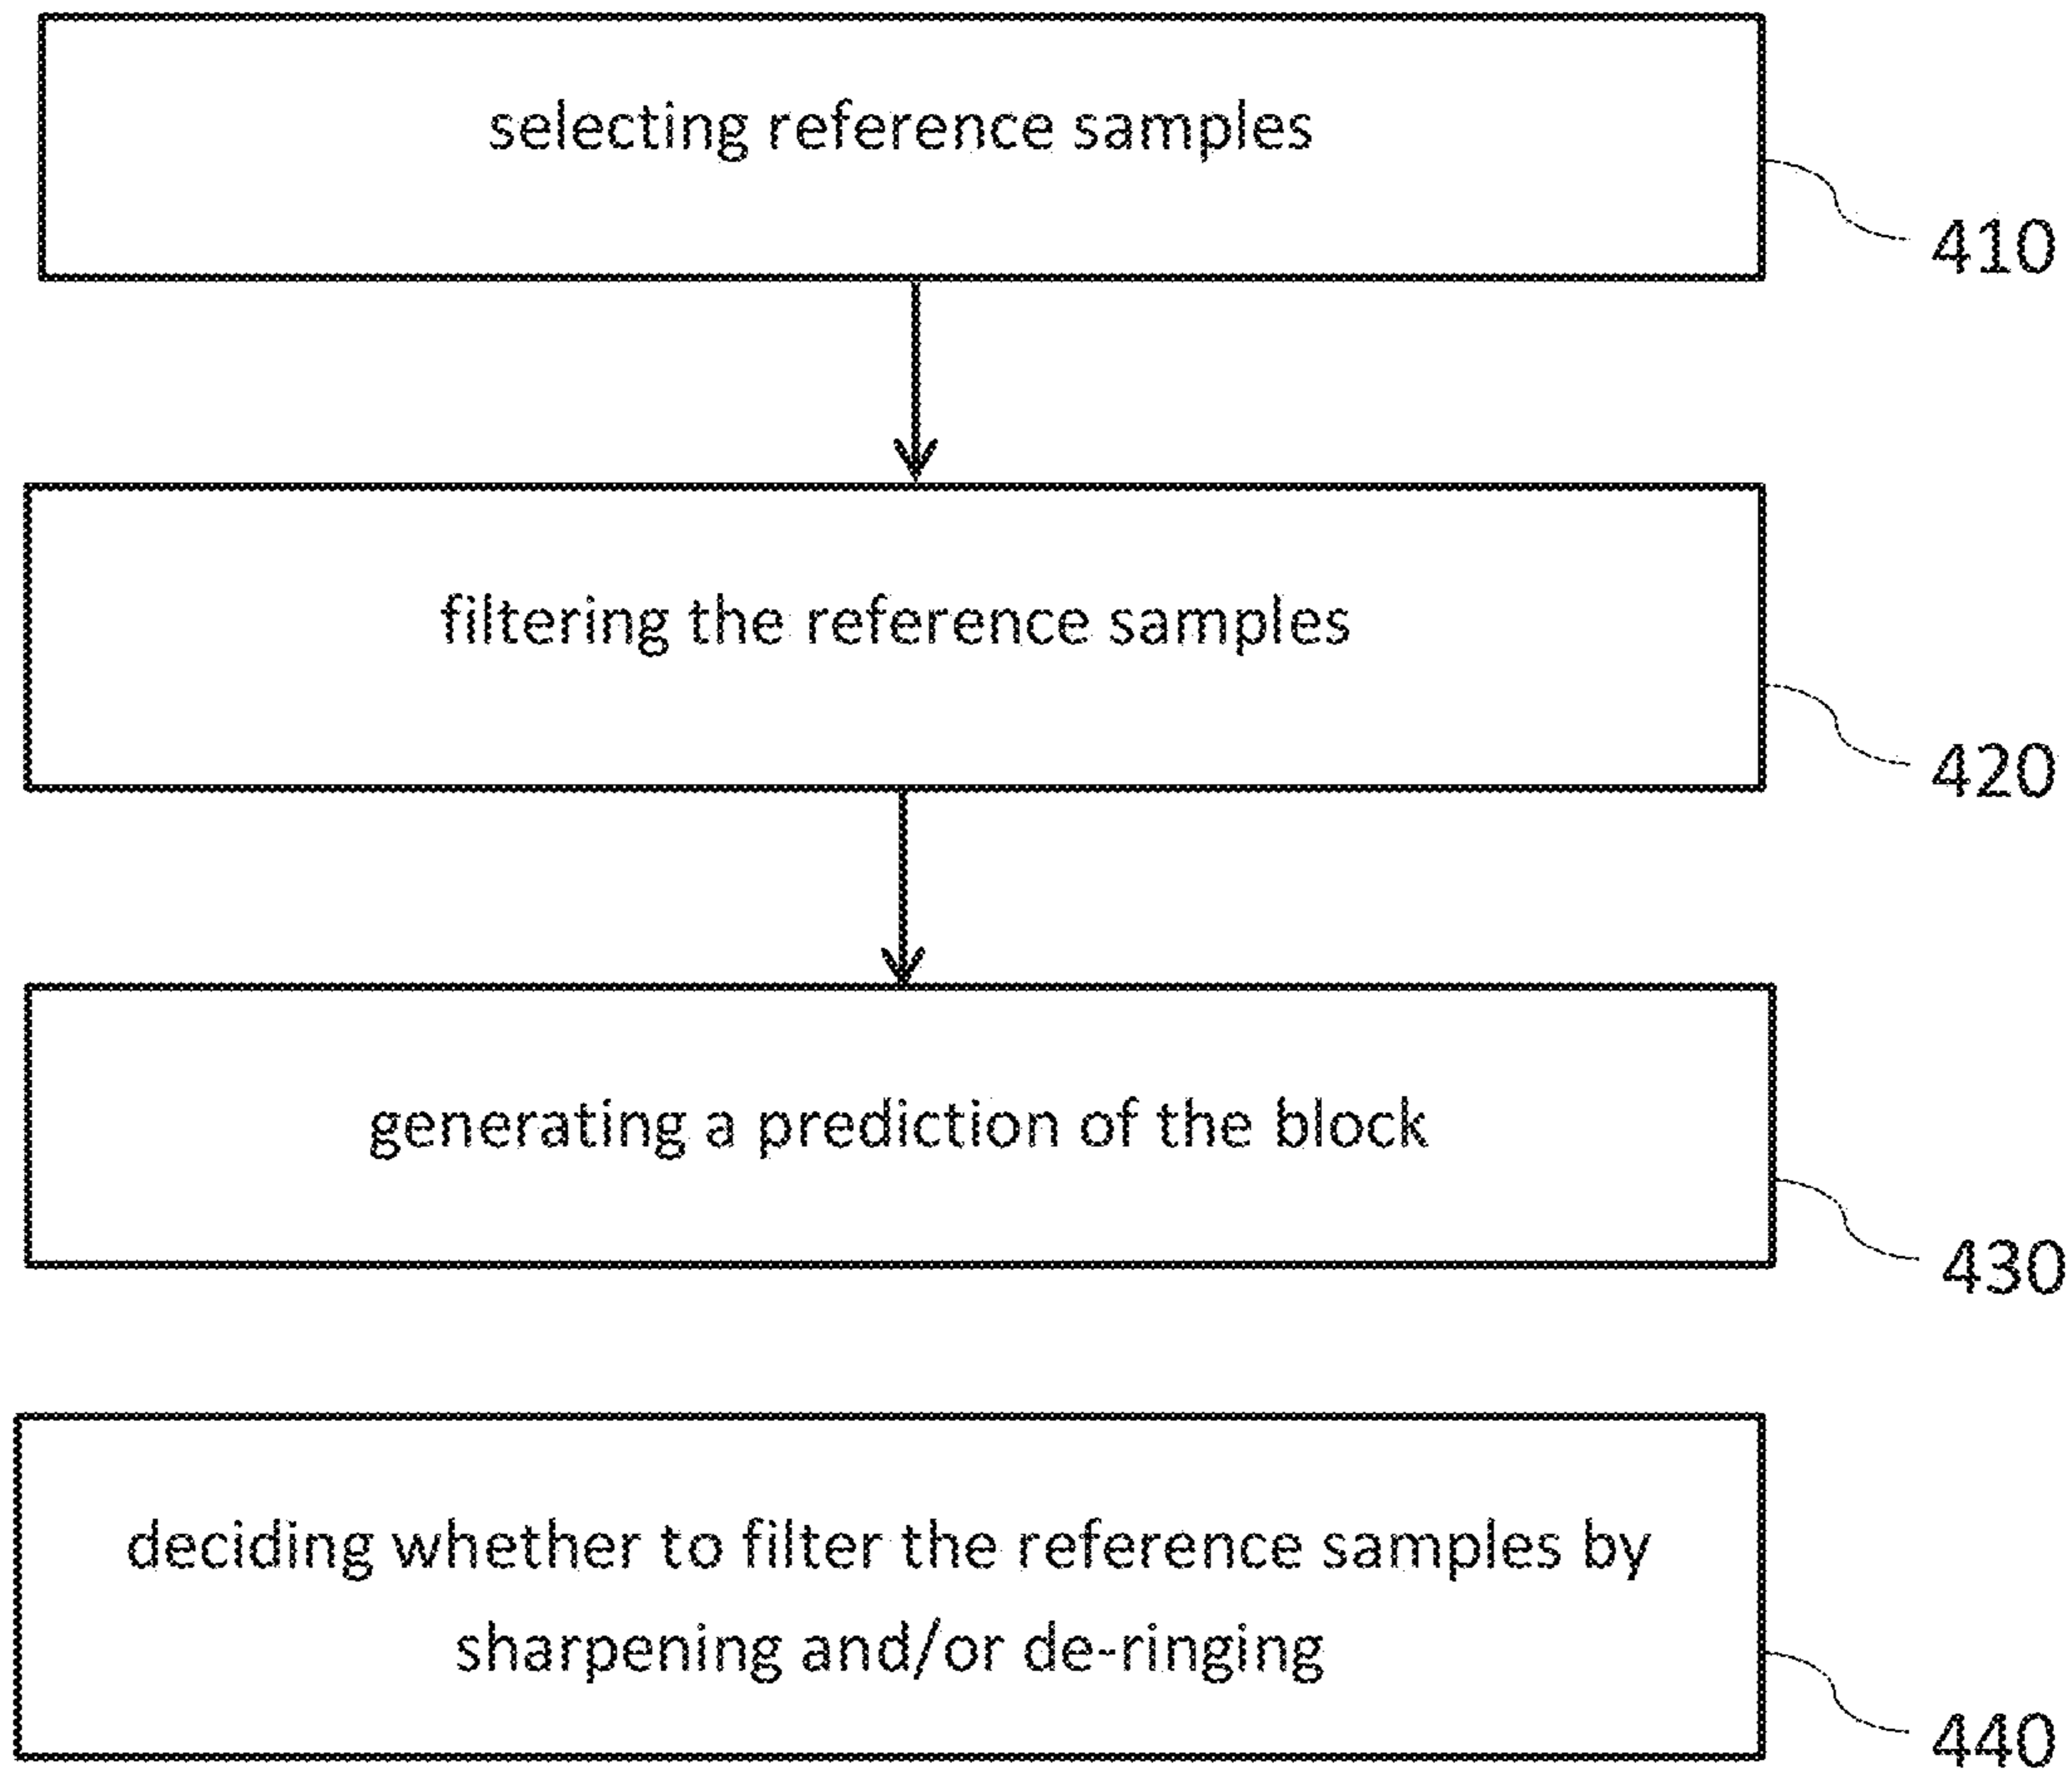 selecting reference samples
410
filtering the reference samples
420
generating a prediction of the block
430
deciding whether to filter the reference samples by
sharpening and/or de-ringing
440